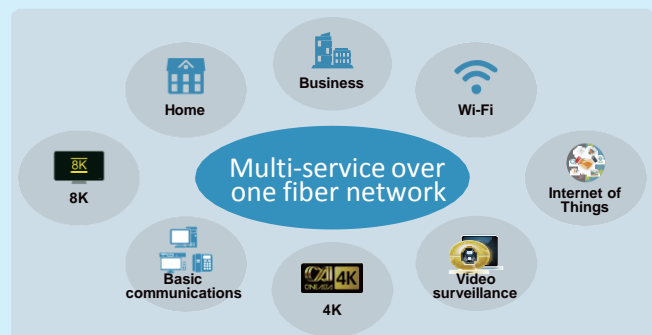 Business
Home
Wi-Fi
8K
8K
Multi-service over
one fiber network
Internet of
Things
Basic
communications
4K
4K
Video
surveillance